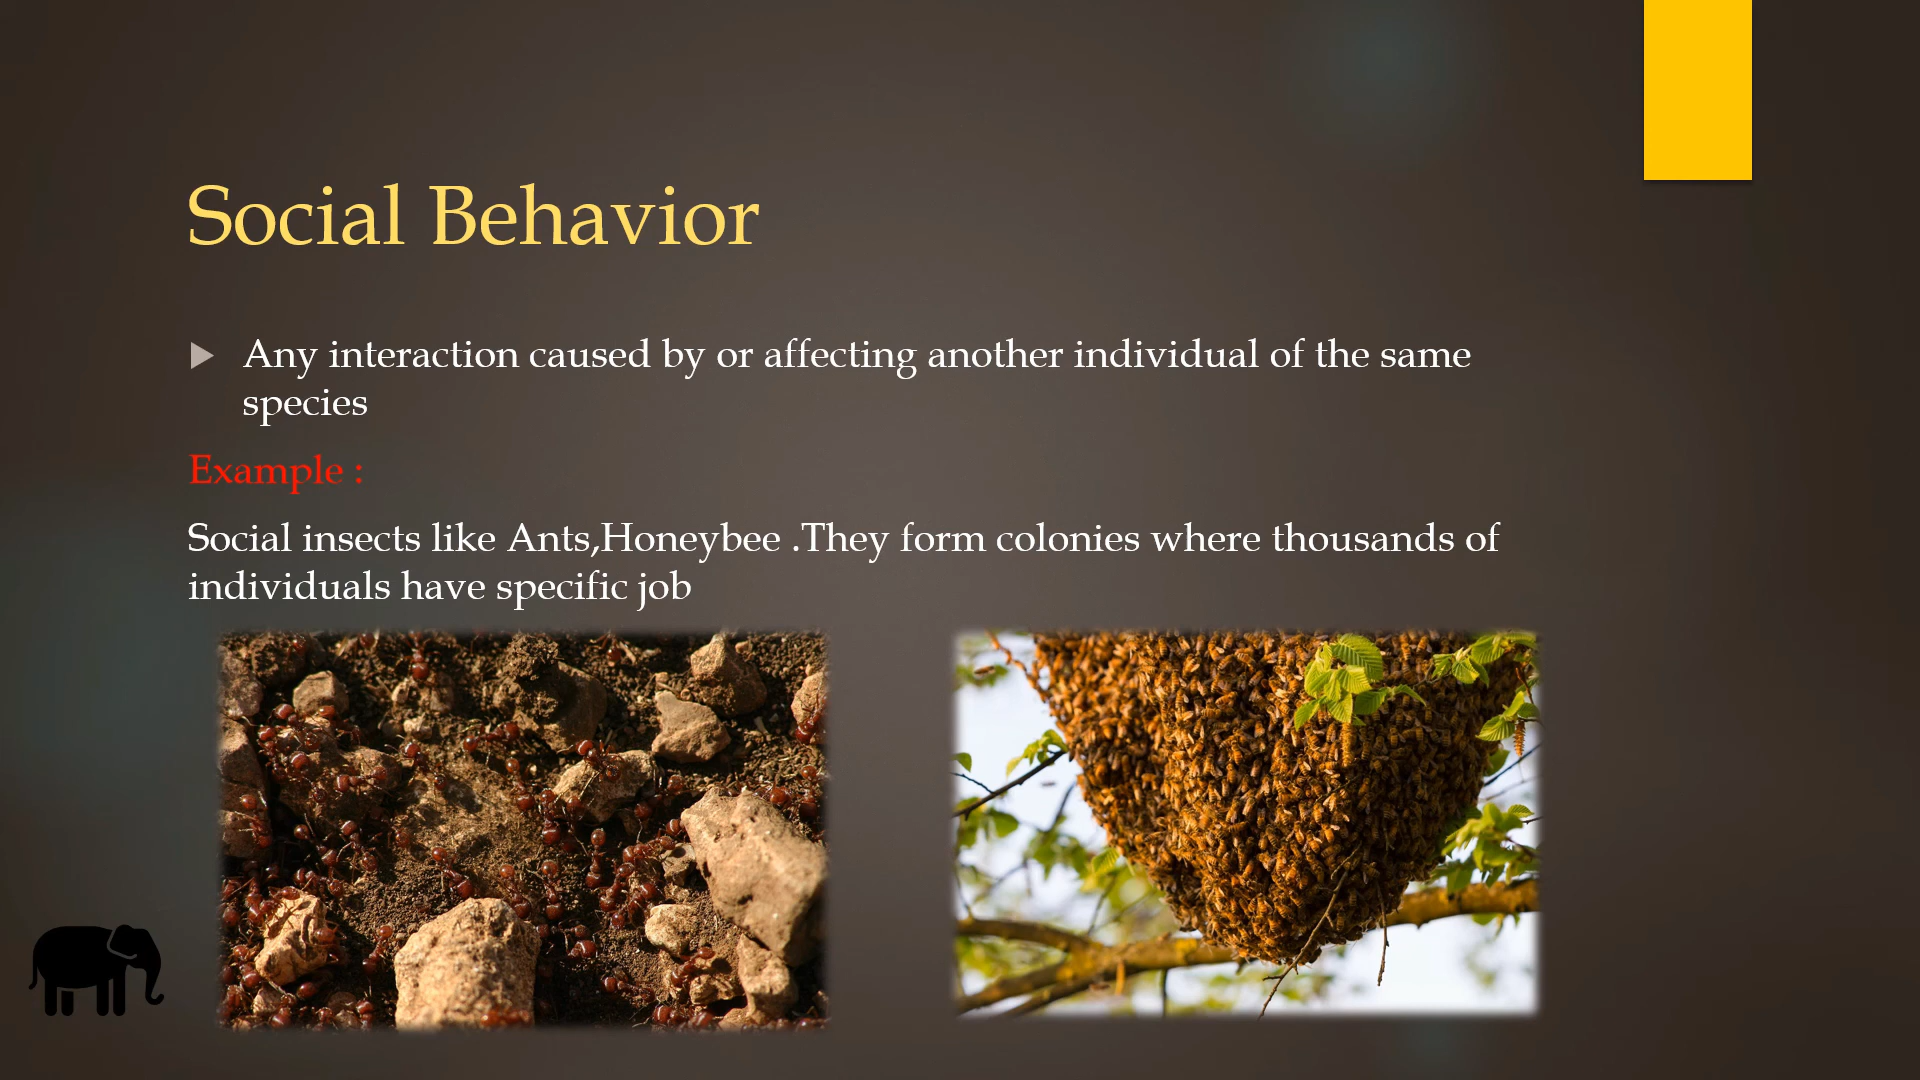 Social Behavior
Any interaction caused by or affecting another individual of the same
species
Example :
Social insects like Ants,Honeybee .They form colonies where thousands of
individuals have specific job